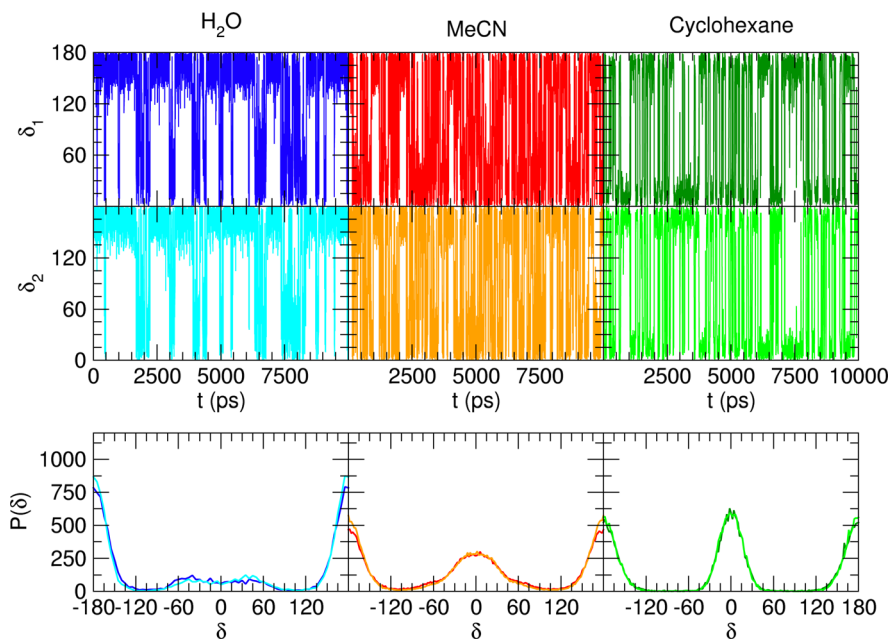 H₂O MeCN Cyclohexane
180
120
δ₁
60
120
δ₂
60
0
0 2500 5000 7500 2500 5000 7500 2500 5000 7500 10000
t (ps) t (ps) t (ps)
1000
750
P(δ)
500
250
0
-180 -120 -60 0 60 120 -120 -60 0 60 120 -120 -60 0 60 120 180
δ δ δ